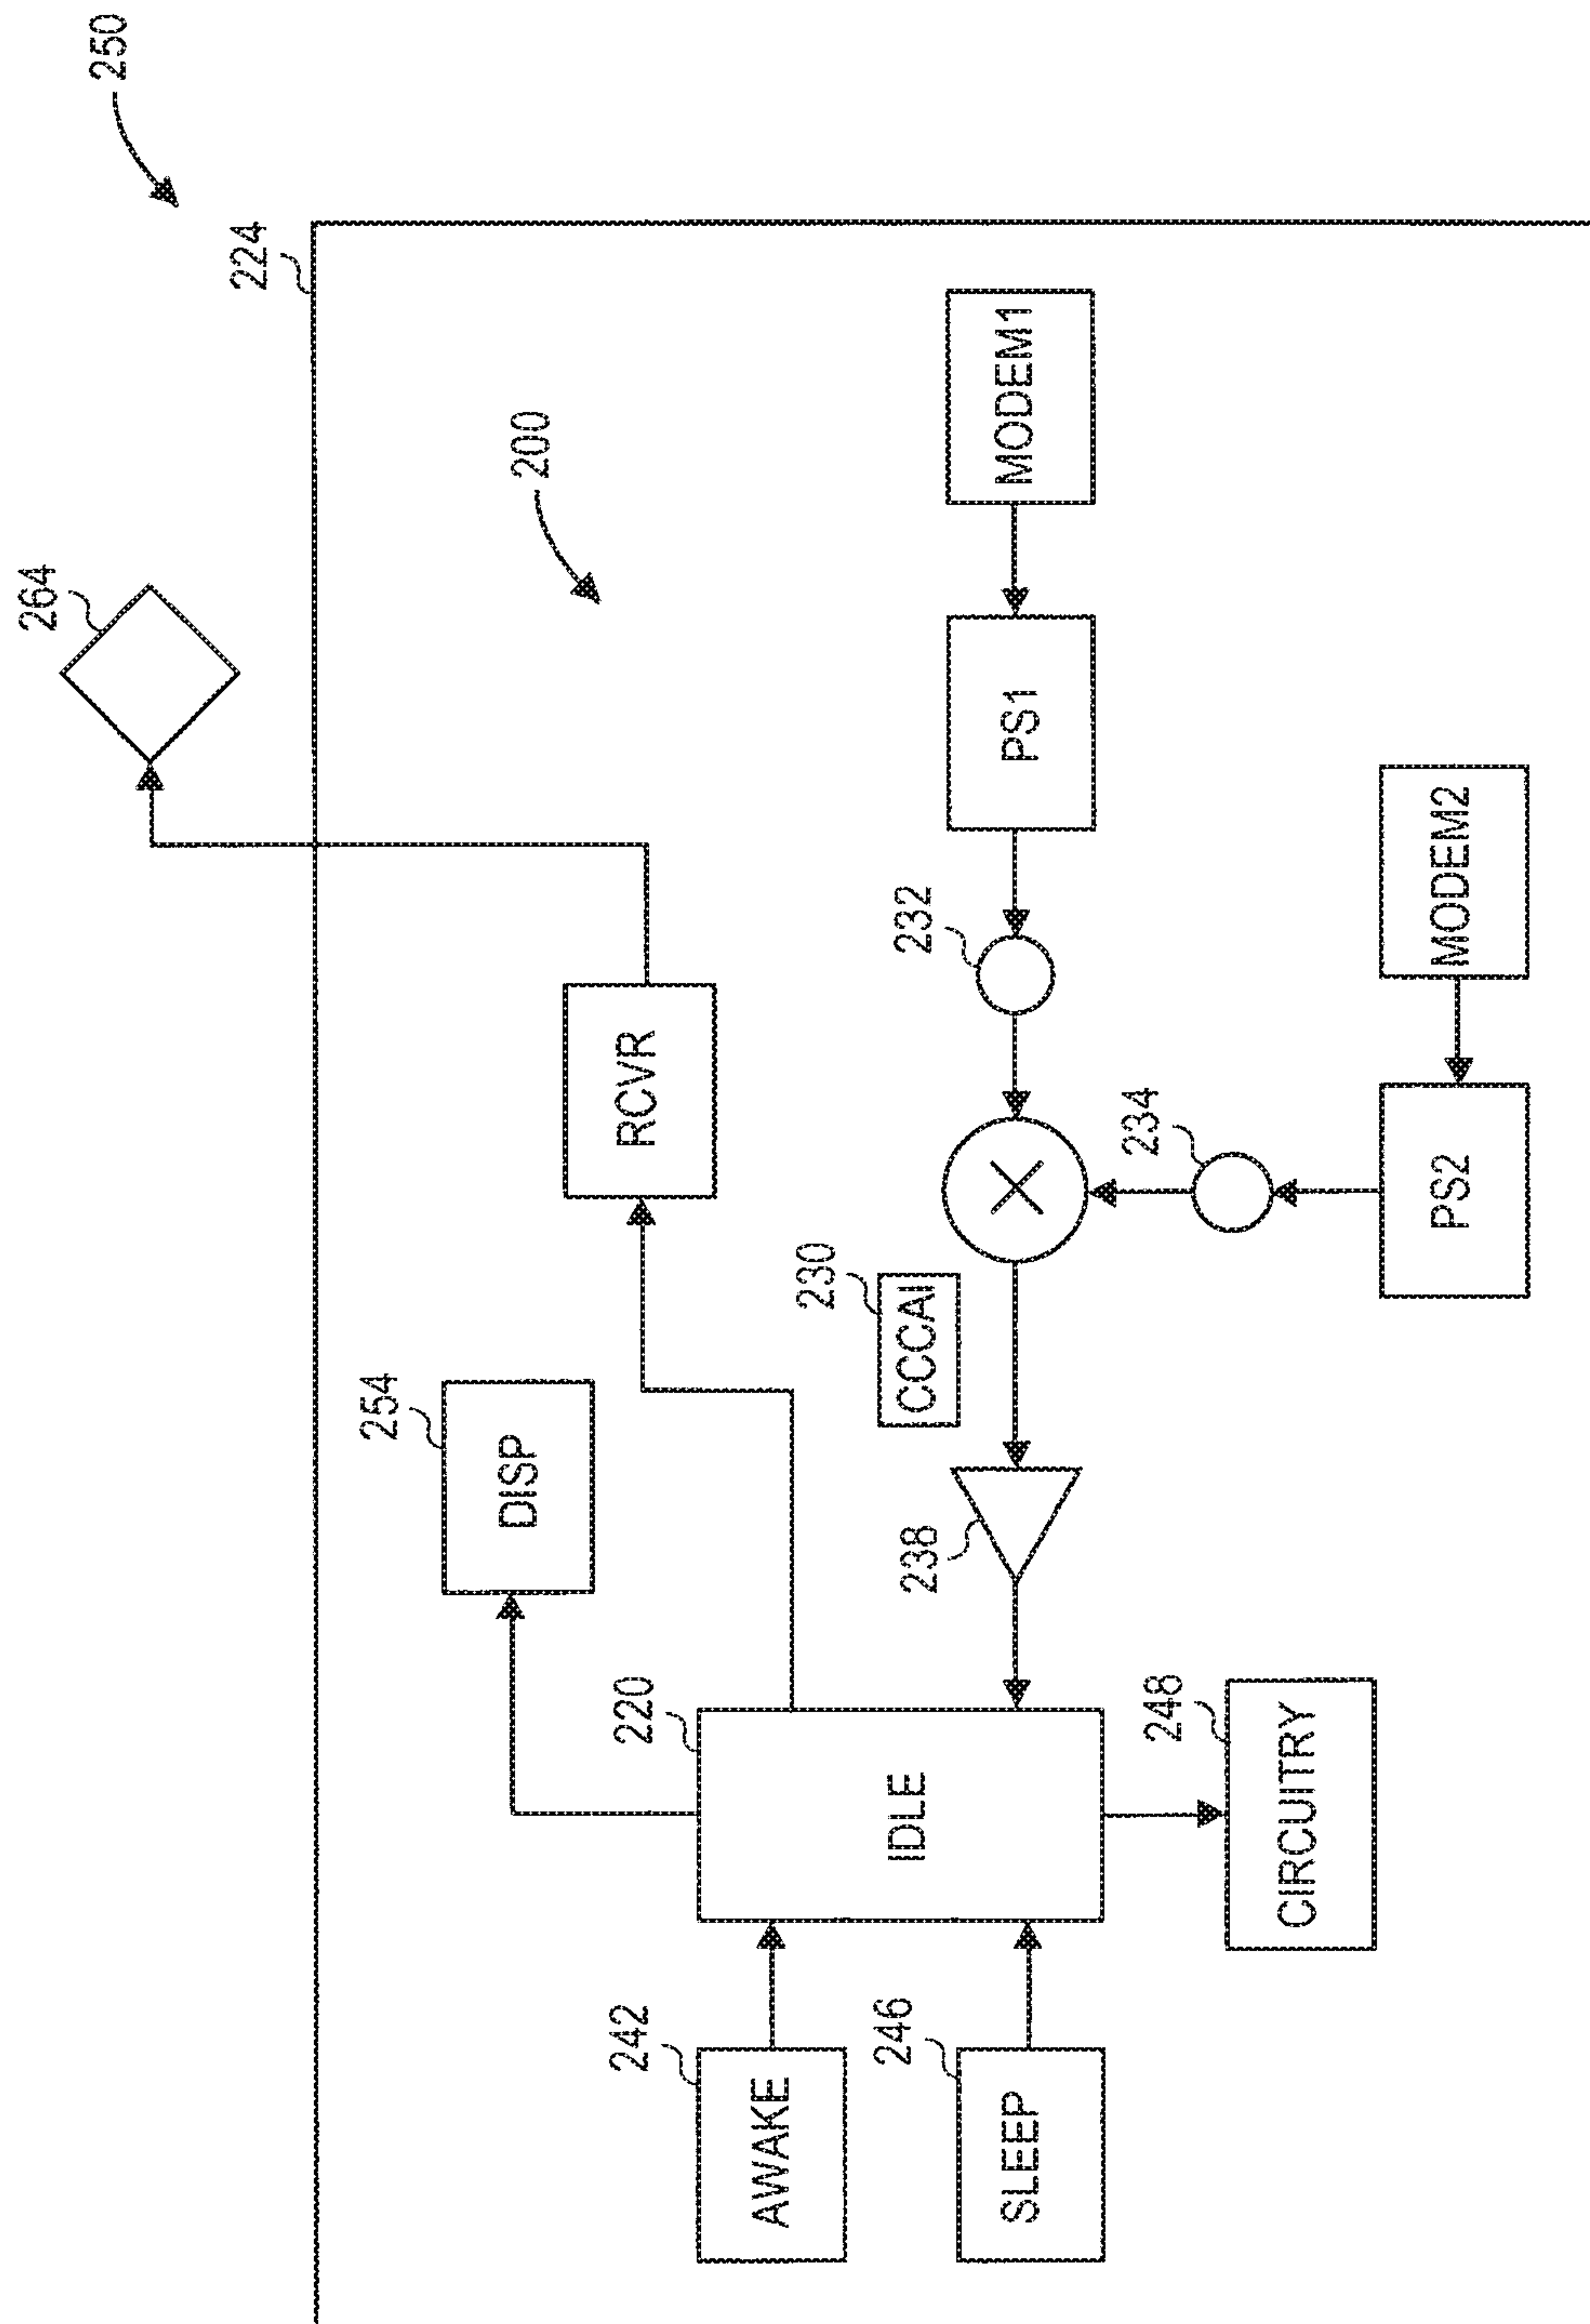 264
250
224
254
200
DISP
242
220
RCVR
AWAKE
230
246
IDLE
238
CCCAI
232
SLEEP
PS1
MODEM1
248
234
CIRCUITRY
PS2
MODEM2